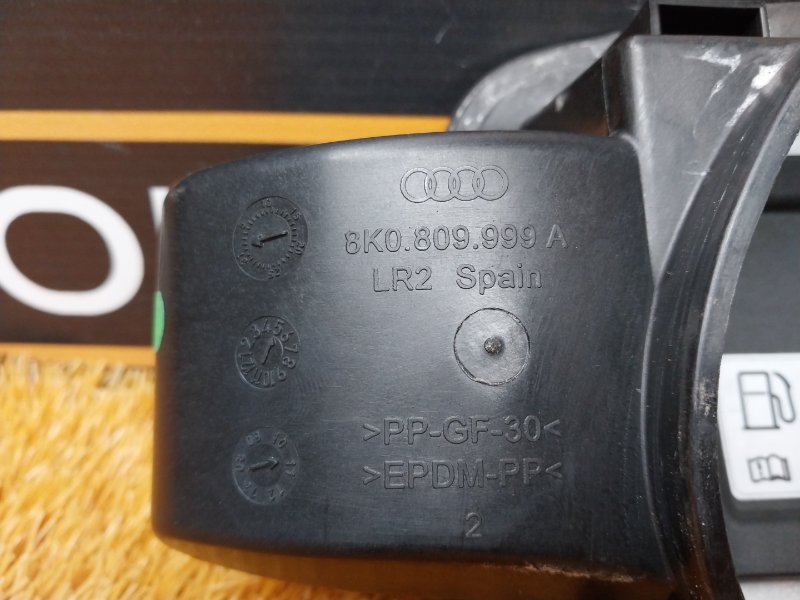 8K0.809.999 A
LR2 Spain
>PP-GF-30<
>EPDM-PP<
2